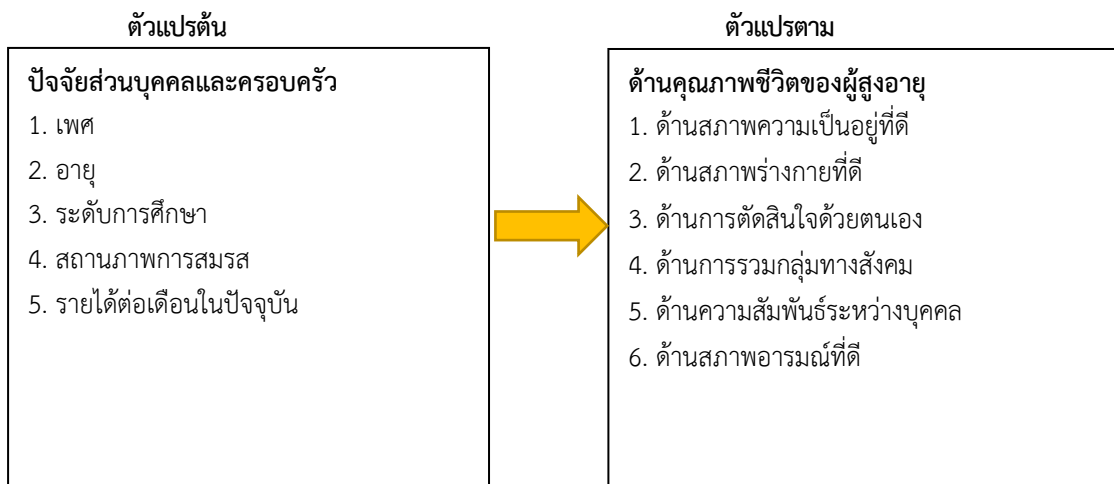 ตัวแปรต้น
ปัจจัยส่วนบุคคลและครอบครัว
1. เพศ
2. อายุ
3. ระดับการศึกษา
4. สถานภาพการสมรส
5. รายได้ต่อเดือนในปัจจุบัน
ตัวแปรตาม
ด้านคุณภาพชีวิตของผู้สูงอายุ
1. ด้านสภาพความเป็นอยู่ที่ดี
2. ด้านสภาพร่างกายที่ดี
3. ด้านการตัดสินใจด้วยตนเอง
4. ด้านการรวมกลุ่มทางสังคม
5. ด้านความสัมพันธ์ระหว่างบุคคล
6. ด้านสภาพอารมณ์ที่ดี